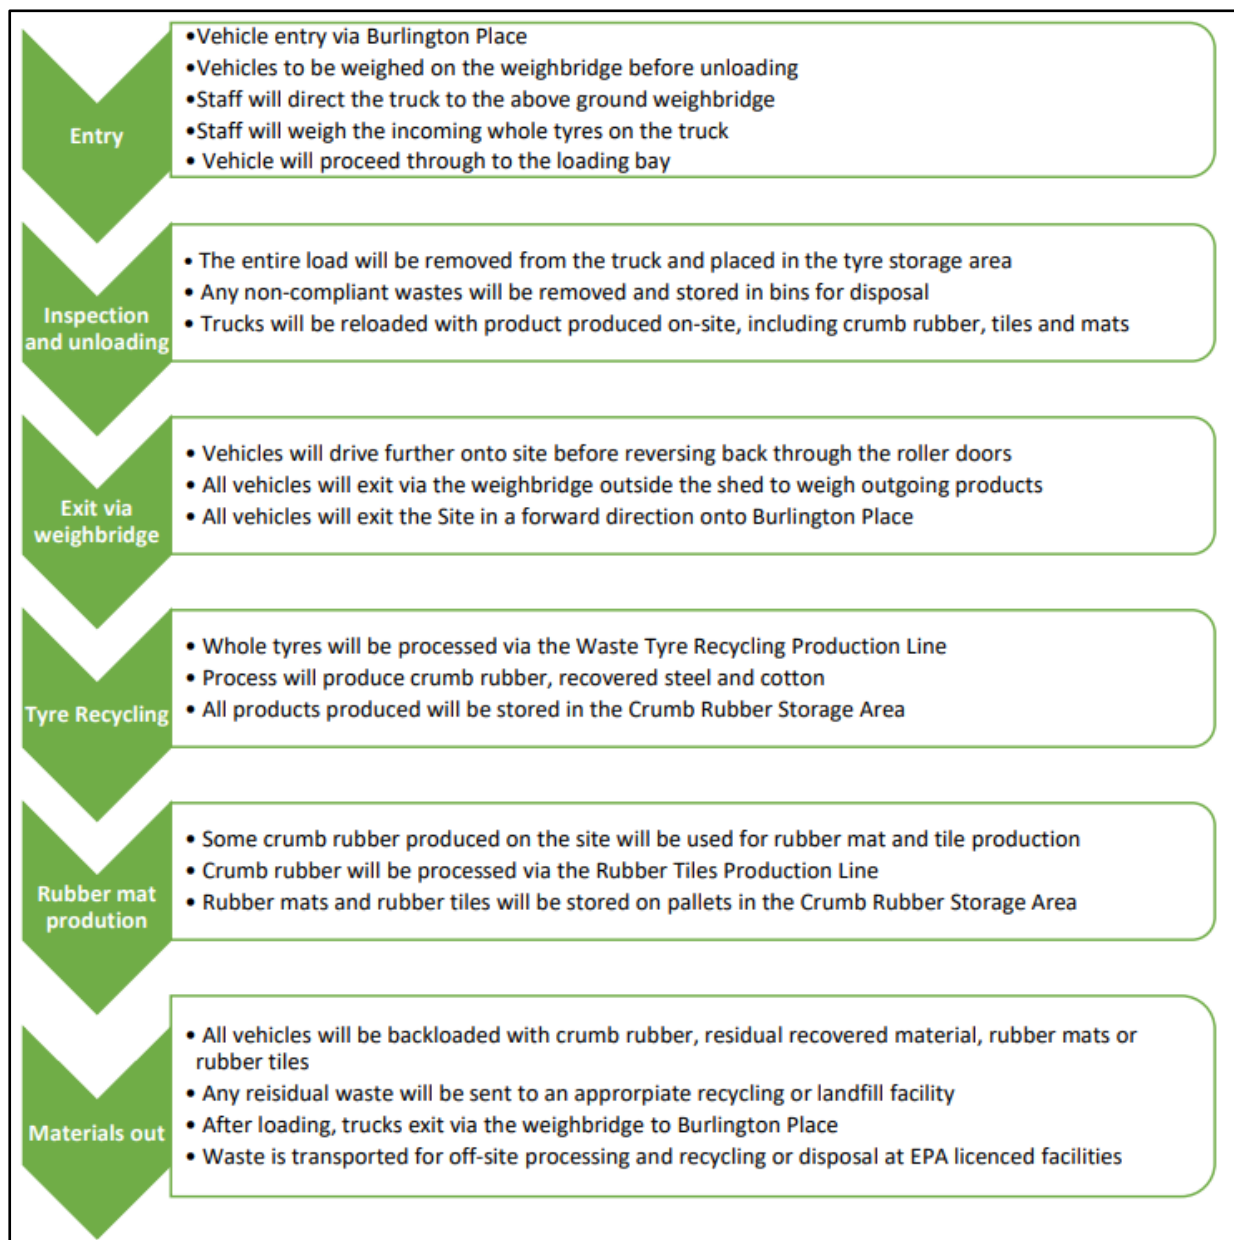 Entry
•Vehicle entry via Burlington Place
•Vehicles to be weighed on the weighbridge before unloading
•Staff will direct the truck to the above ground weighbridge
•Staff will weigh the incoming whole tyres on the truck
• Vehicle will proceed through to the loading bay
Inspection
and unloading
• The entire load will be removed from the truck and placed in the tyre storage area
• Any non-compliant wastes will be removed and stored in bins for disposal
• Trucks will be reloaded with product produced on-site, including crumb rubber, tiles and mats
Exit via
weighbridge
• Vehicles will drive further onto site before reversing back through the roller doors
• All vehicles will exit via the weighbridge outside the shed to weigh outgoing products
• All vehicles will exit the Site in a forward direction onto Burlington Place
Tyre Recycling
• Whole tyres will be processed via the Waste Tyre Recycling Production Line
• Process will produce crumb rubber, recovered steel and cotton
• All products produced will be stored in the Crumb Rubber Storage Area
Rubber mat
prodution
• Some crumb rubber produced on the site will be used for rubber mat and tile production
• Crumb rubber will be processed via the Rubber Tiles Production Line
• Rubber mats and rubber tiles will be stored on pallets in the Crumb Rubber Storage Area
Materials out
• All vehicles will be backloaded with crumb rubber, residual recovered material, rubber mats or
rubber tiles
• Any reisidual waste will be sent to an approrpiate recycling or landfill facility
• After loading, trucks exit via the weighbridge to Burlington Place
• Waste is transported for off-site processing and recycling or disposal at EPA licenced facilities